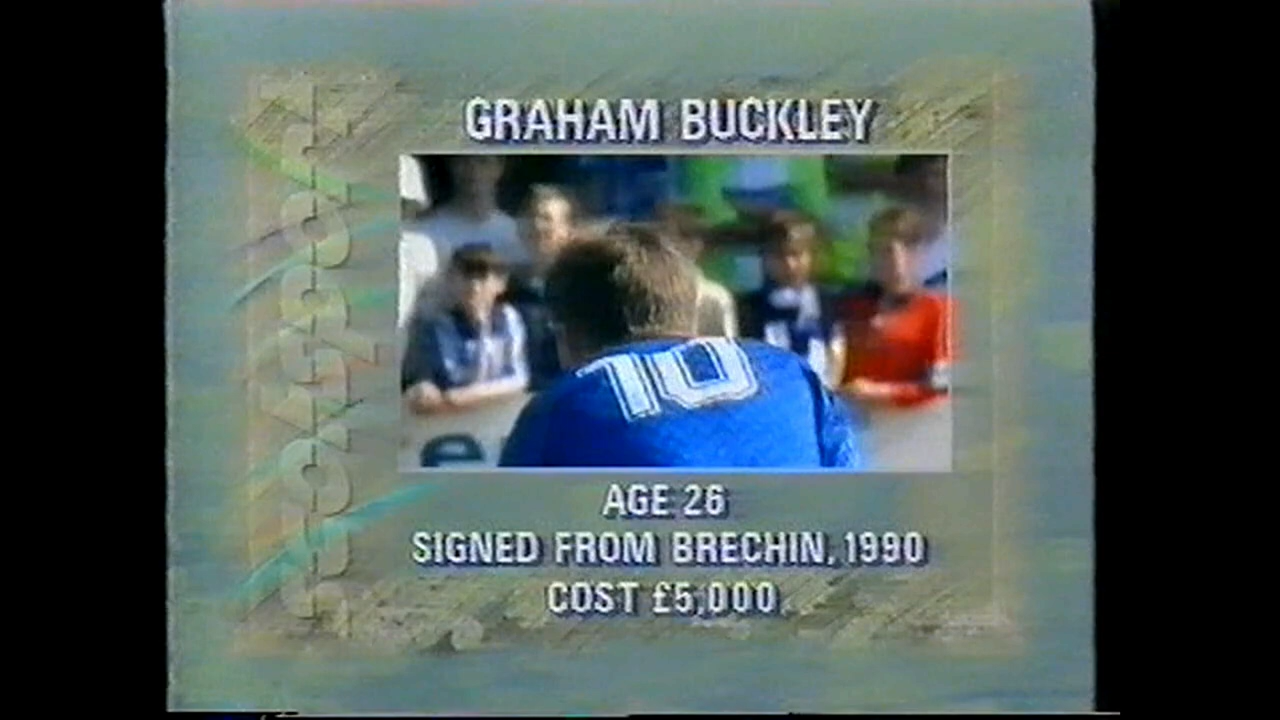 GRAHAM BUCKLEY
10
AGE 26
SIGNED FROM BRECHIN, 1990
COST £5,000